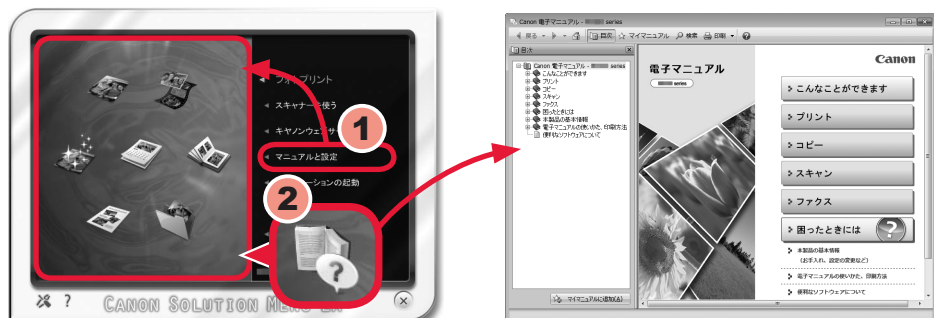 フォトプリント
スキャナーを使う
キヤノンウェブサ
1
マニュアルと設定
ーションの起動
2
?
? CANON SOLUTION MENU EX
Canon 電子マニュアル - series
戻る 目次 マイマニュアル 検索 印刷
目次
Canon 電子マニュアル - series
こんなことができます
プリント
コピー
スキャン
ファクス
困ったときには
本製品の基本情報
電子マニュアルの使いかた、印刷方法
便利なソフトウェアについて
マイマニュアルに追加(A)
Canon
電子マニュアル
series
こんなことができます
プリント
コピー
スキャン
ファクス
困ったときには ?
本製品の基本情報
(お手入れ、設定の変更など)
電子マニュアルの使いかた、印刷方法
便利なソフトウェアについて